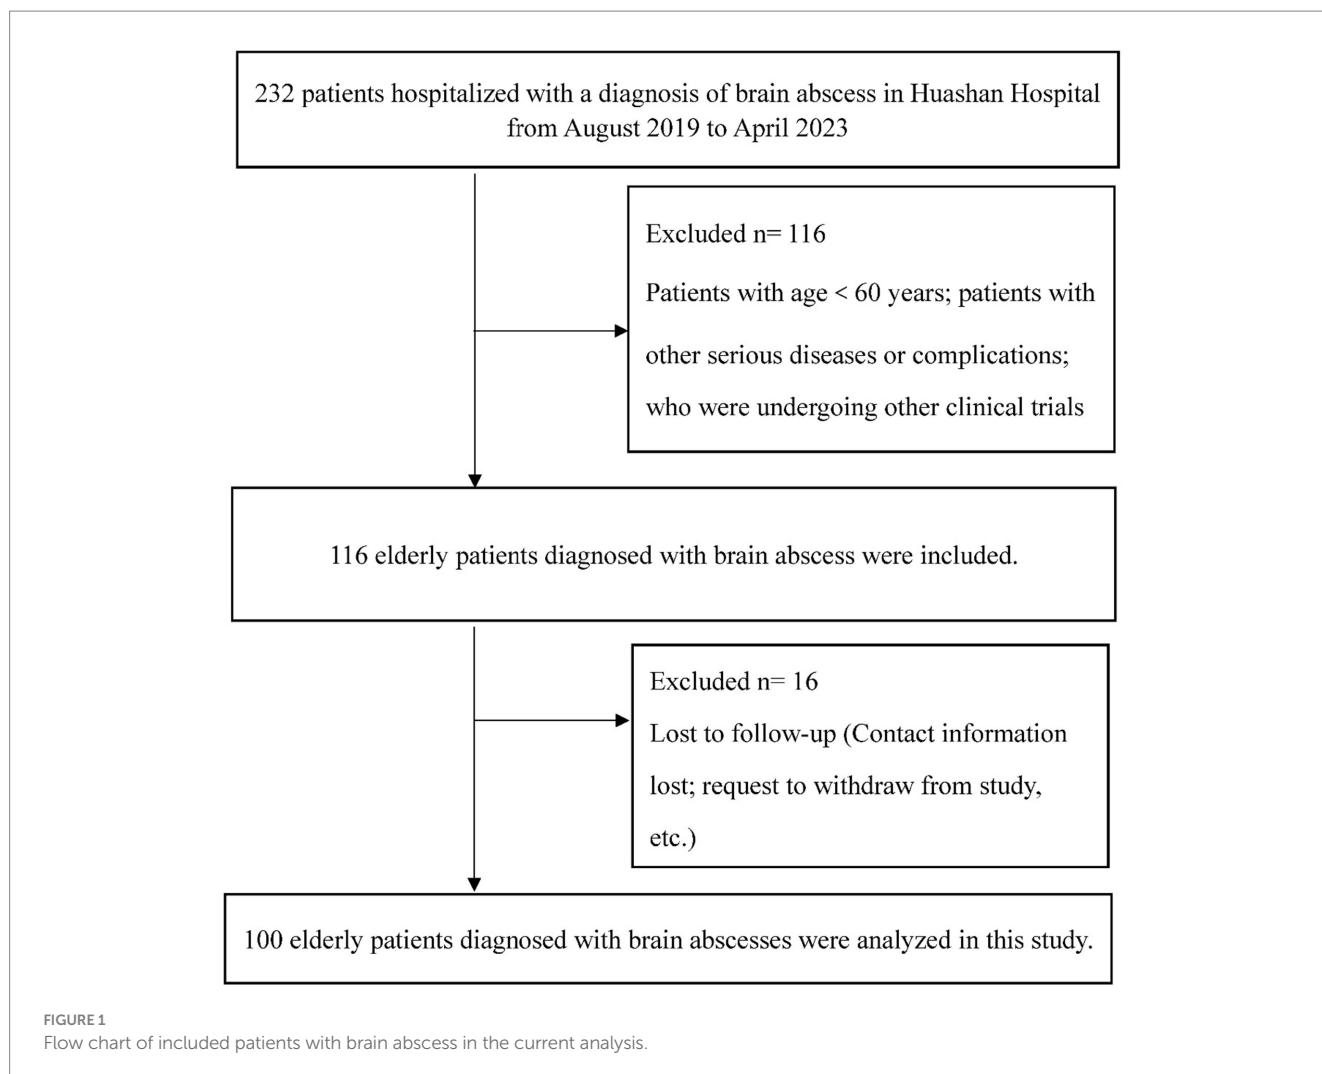 232 patients hospitalized with a diagnosis of brain abscess in Huashan Hospital
from August 2019 to April 2023
Excluded n= 116
Patients with age < 60 years; patients with
other serious diseases or complications;
who were undergoing other clinical trials
116 elderly patients diagnosed with brain abscess were included.
Excluded n= 16
Lost to follow-up (Contact information
lost; request to withdraw from study,
etc.)
100 elderly patients diagnosed with brain abscesses were analyzed in this study.
FIGURE 1
Flow chart of included patients with brain abscess in the current analysis.